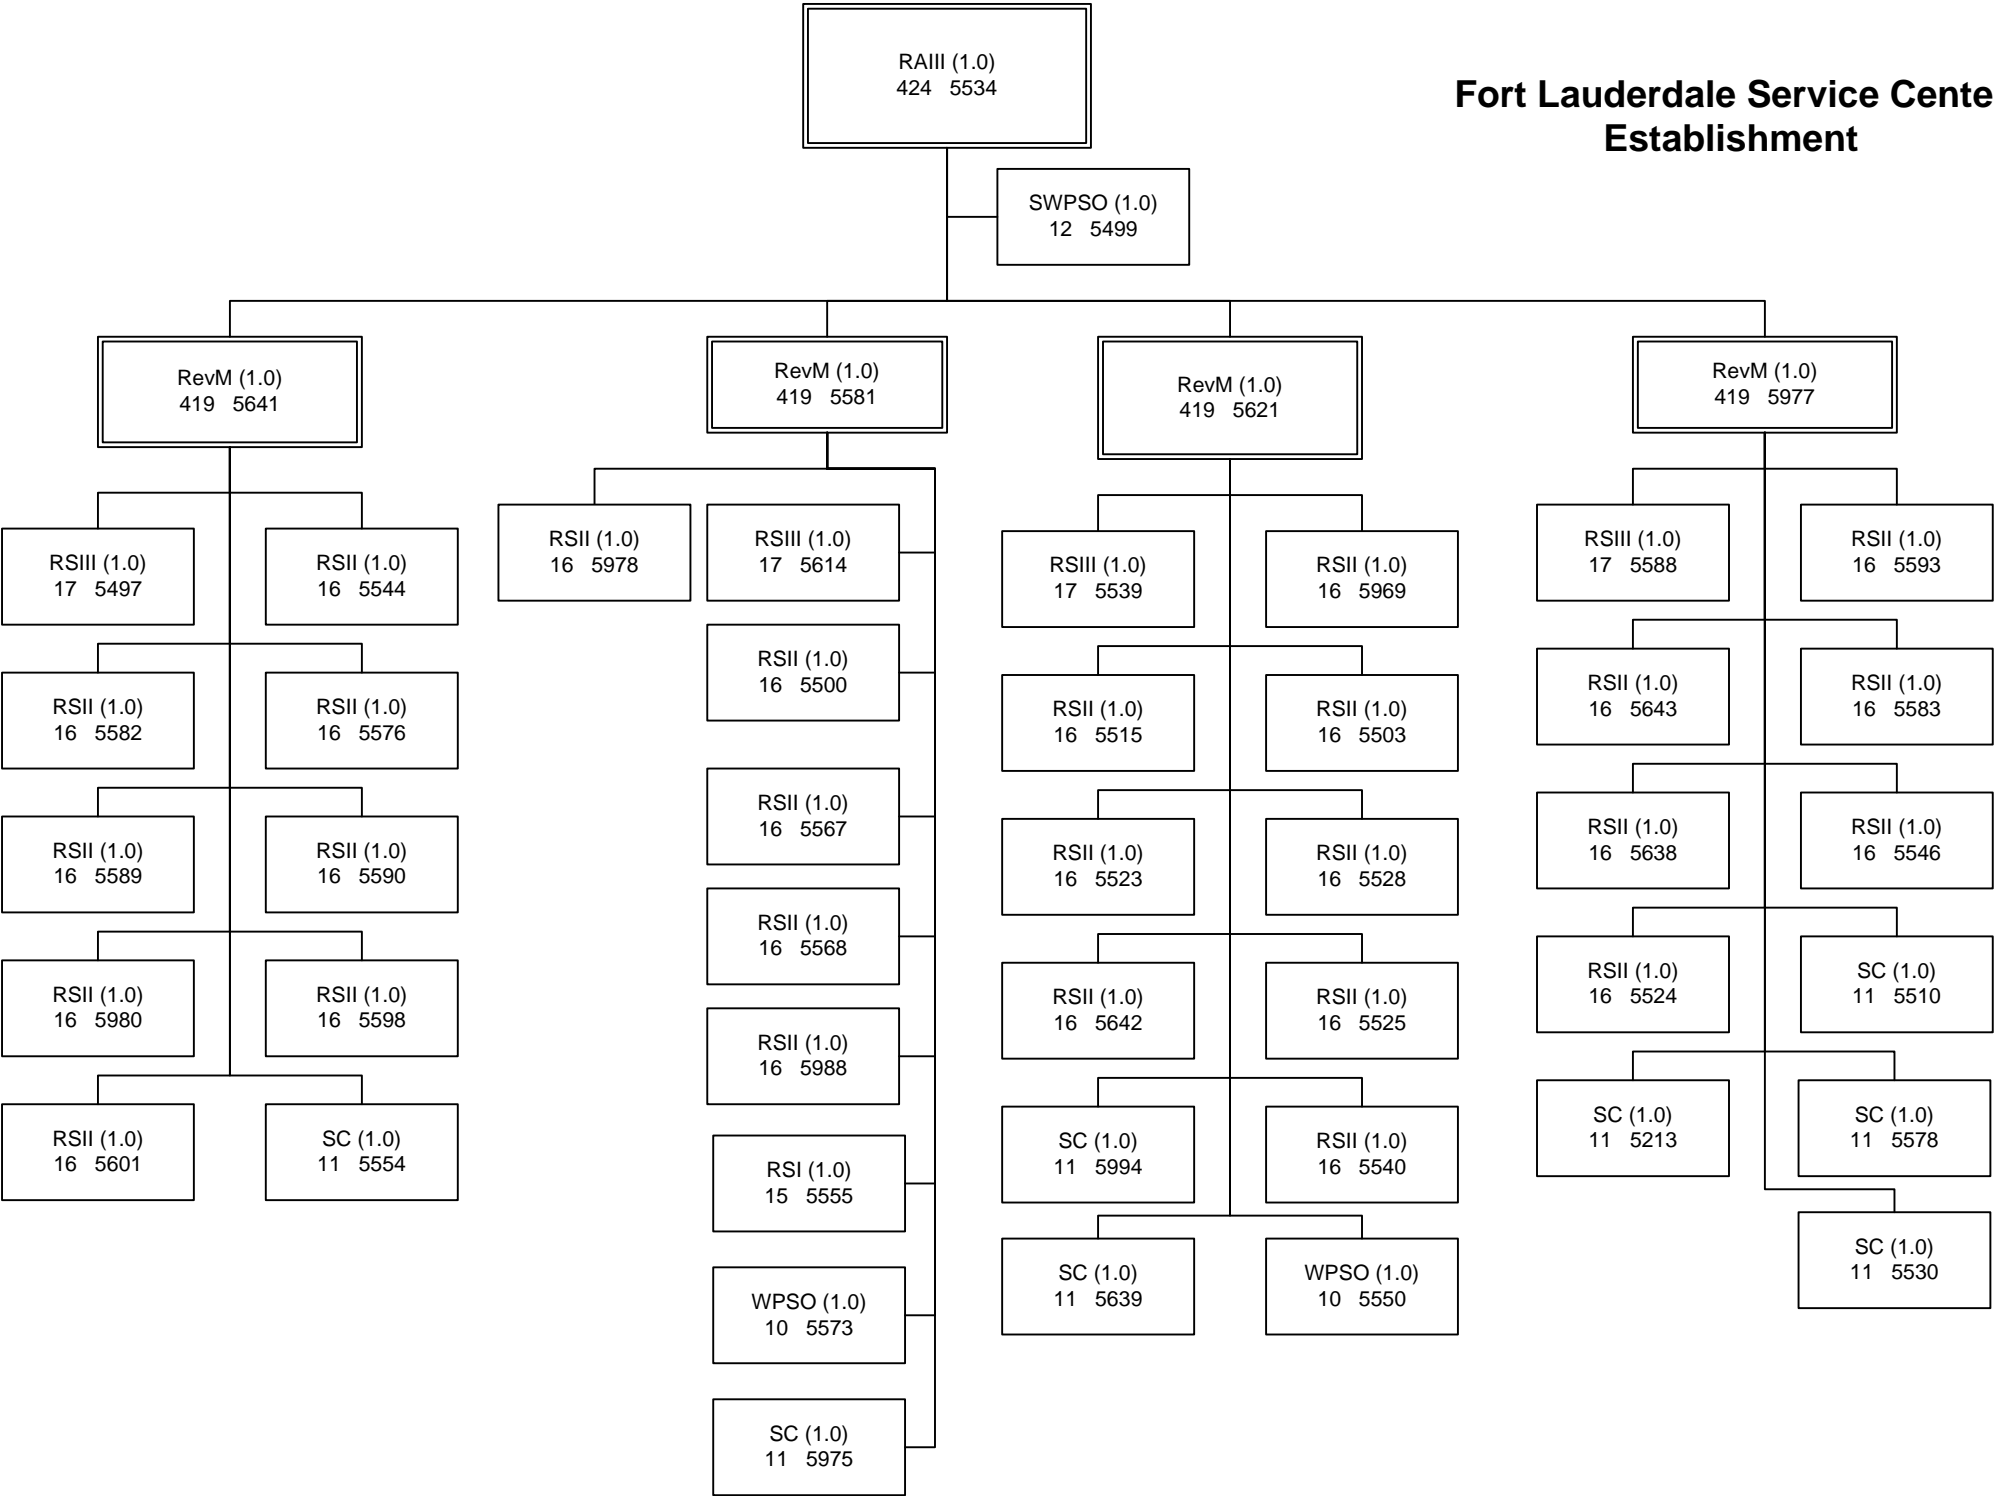 RAIII (1.0)
424 5534
Fort Lauderdale Service Cente
Establishment
SWPSO (1.0)
12 5499
RevM (1.0)
419 5641
RevM (1.0)
419 5581
RevM (1.0)
419 5621
RevM (1.0)
419 5977
RSIII (1.0)
17 5497
RSII (1.0)
16 5544
RSII (1.0)
16 5582
RSII (1.0)
16 5576
RSII (1.0)
16 5589
RSII (1.0)
16 5590
RSII (1.0)
16 5980
RSII (1.0)
16 5598
RSII (1.0)
16 5601
SC (1.0)
11 5554
RSII (1.0)
16 5978
RSIII (1.0)
17 5614
RSII (1.0)
16 5500
RSII (1.0)
16 5567
RSII (1.0)
16 5568
RSII (1.0)
16 5988
RSI (1.0)
15 5555
WPSO (1.0)
10 5573
SC (1.0)
11 5975
RSIII (1.0)
17 5539
RSII (1.0)
16 5969
RSII (1.0)
16 5515
RSII (1.0)
16 5503
RSII (1.0)
16 5523
RSII (1.0)
16 5528
RSII (1.0)
16 5642
RSII (1.0)
16 5525
SC (1.0)
11 5994
RSII (1.0)
16 5540
SC (1.0)
11 5639
WPSO (1.0)
10 5550
RSIII (1.0)
17 5588
RSII (1.0)
16 5593
RSII (1.0)
16 5643
RSII (1.0)
16 5583
RSII (1.0)
16 5638
RSII (1.0)
16 5546
RSII (1.0)
16 5524
SC (1.0)
11 5510
SC (1.0)
11 5213
SC (1.0)
11 5578
SC (1.0)
11 5530